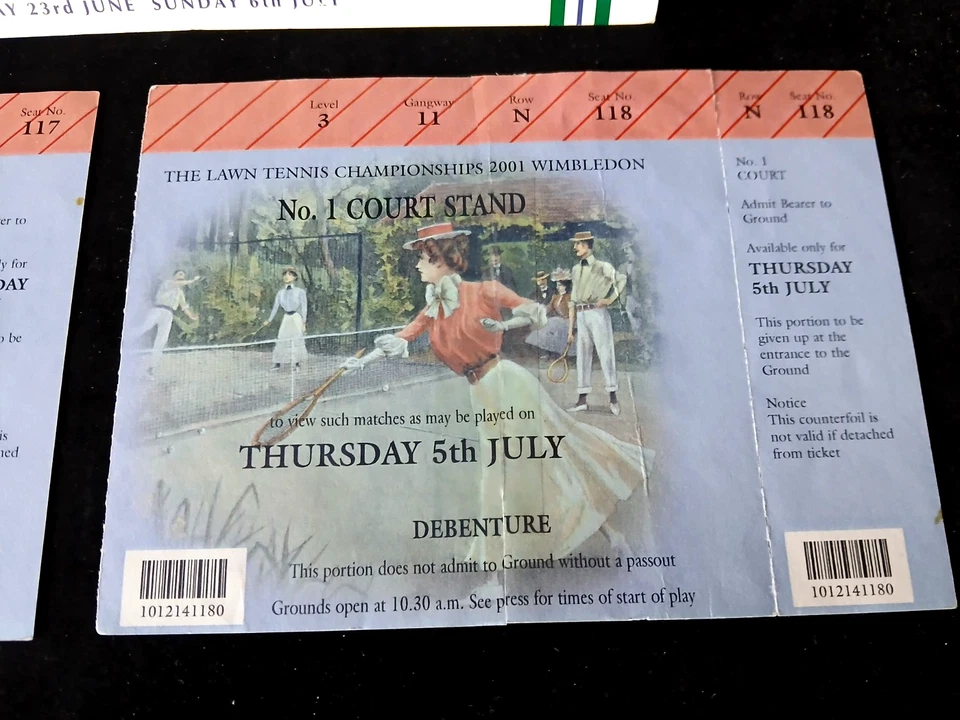 AY 23rd JUNE SUNDAY 6th JULY
Seat No.
117
er to
ly for
DAY
o be
is
ned
Level
3
Gangway
11
Row
N
Seat No.
118
THE LAWN TENNIS CHAMPIONSHIPS 2001 WIMBLEDON
No. 1 COURT STAND
to view such matches as may be played on
THURSDAY 5th JULY
DEBENTURE
This portion does not admit to Ground without a passout
Grounds open at 10.30 a.m. See press for times of start of play
1012141180
Row
N
Seat No.
118
No. 1
COURT
Admit Bearer to
Ground
Available only for
THURSDAY
5th JULY
This portion to be
given up at the
entrance to the
Ground
Notice
This counterfoil is
not valid if detached
from ticket
1012141180